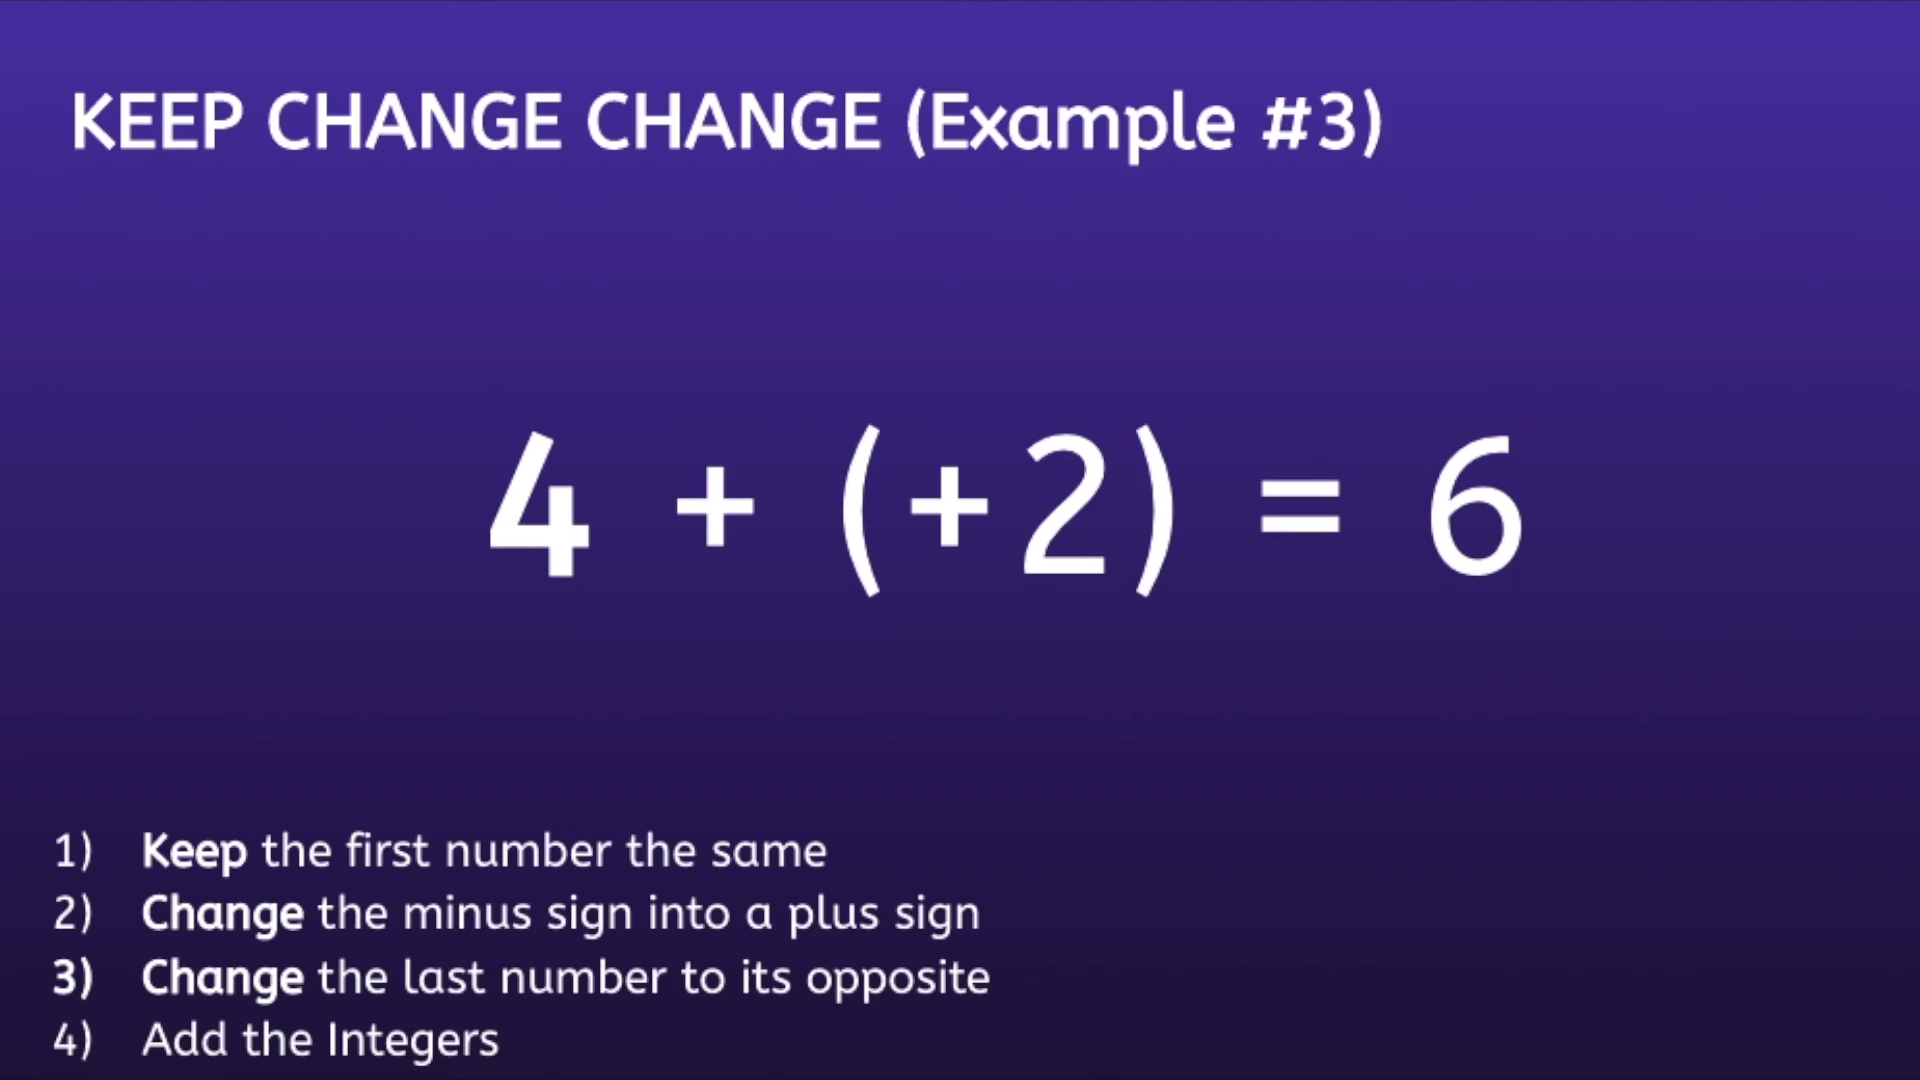 KEEP CHANGE CHANGE (Example #3)
4 + (+2) = 6
1) Keep the first number the same
2) Change the minus sign into a plus sign
3) Change the last number to its opposite
4) Add the Integers